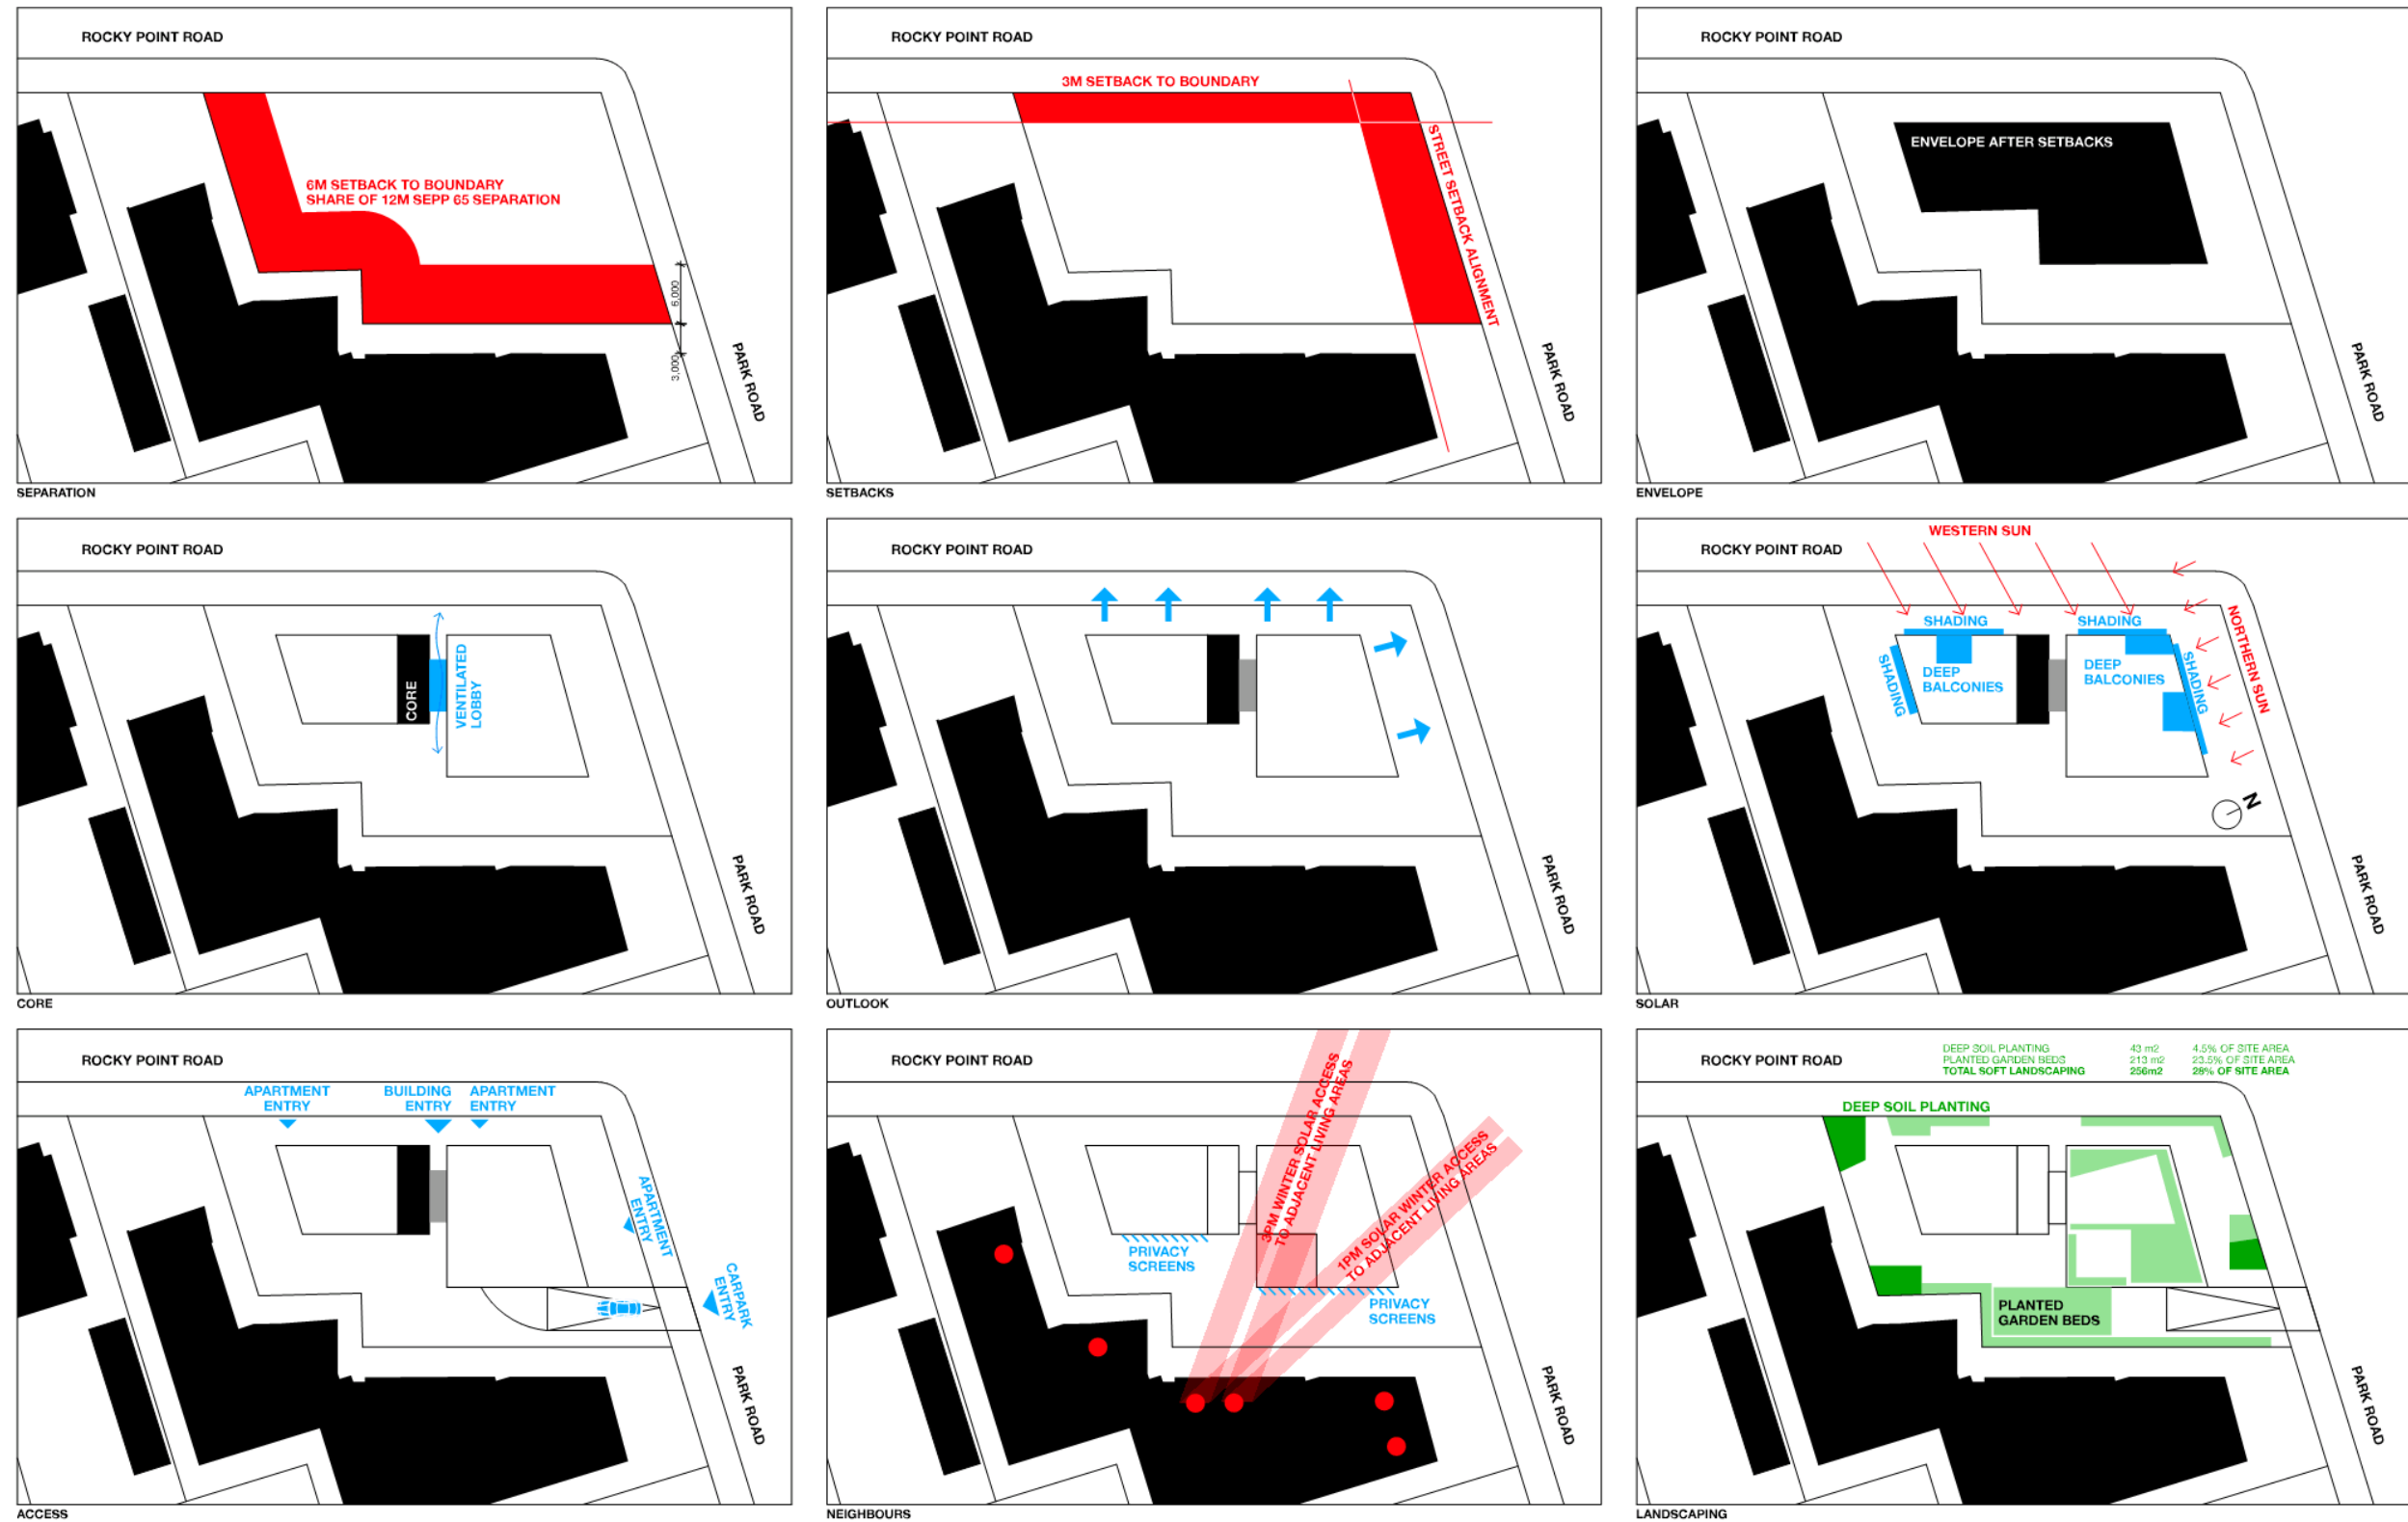 ROCKY POINT ROAD
6M SETBACK TO BOUNDARY
SHARE OF 12M SEPP 65 SEPARATION
6,000
3,000
PARK ROAD
SEPARATION
ROCKY POINT ROAD
3M SETBACK TO BOUNDARY
STREET SETBACK ALIGNMENT
PARK ROAD
SETBACKS
ROCKY POINT ROAD
ENVELOPE AFTER SETBACKS
PARK ROAD
ENVELOPE
ROCKY POINT ROAD
CORE
VENTILATED
LOBBY
PARK ROAD
CORE
ROCKY POINT ROAD
PARK ROAD
OUTLOOK
WESTERN SUN
ROCKY POINT ROAD
SHADING
SHADING
SHADING
DEEP
BALCONIES
DEEP
BALCONIES
SHADING
NORTHERN SUN
N
PARK ROAD
SOLAR
ROCKY POINT ROAD
APARTMENT
ENTRY
BUILDING
ENTRY
APARTMENT
ENTRY
APARTMENT
ENTRY
CARPARK
ENTRY
PARK ROAD
ACCESS
ROCKY POINT ROAD
3PM WINTER SOLAR ACCESS
TO ADJACENT LIVING AREAS
1PM SOLAR WINTER ACCESS
TO ADJACENT LIVING AREAS
PRIVACY
SCREENS
PRIVACY
SCREENS
PARK ROAD
NEIGHBOURS
ROCKY POINT ROAD
DEEP SOIL PLANTING 43 m2 4.5% OF SITE AREA
PLANTED GARDEN BEDS 213 m2 23.5% OF SITE AREA
TOTAL SOFT LANDSCAPING 256m2 28% OF SITE AREA
DEEP SOIL PLANTING
PLANTED
GARDEN BEDS
PARK ROAD
LANDSCAPING